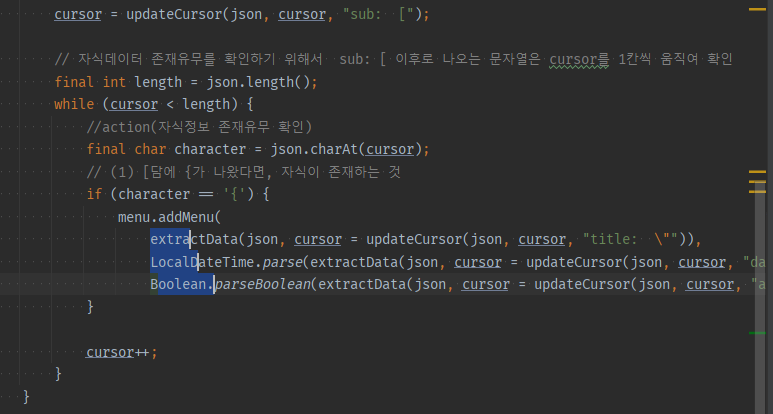 cursor = updateCursor(json, cursor, "sub: [");
// 자식데이터 존재유무를 확인하기 위해서 sub: [ 이후로 나오는 문자열은 cursor를 1칸씩 움직여 확인
final int length = json.length();
while (cursor < length) {
//action(자식정보 존재유무 확인)
final char character = json.charAt(cursor);
// (1) [담에 {가 나왔다면, 자식이 존재하는 것
if (character == '{') {
menu.addMenu(
extractData(json, cursor = updateCursor(json, cursor, "title: \"")),
LocalDateTime.parse(extractData(json, cursor = updateCursor(json, cursor, "da
Boolean.parseBoolean(extractData(json, cursor = updateCursor(json, cursor, "a
}
cursor++;
}
}